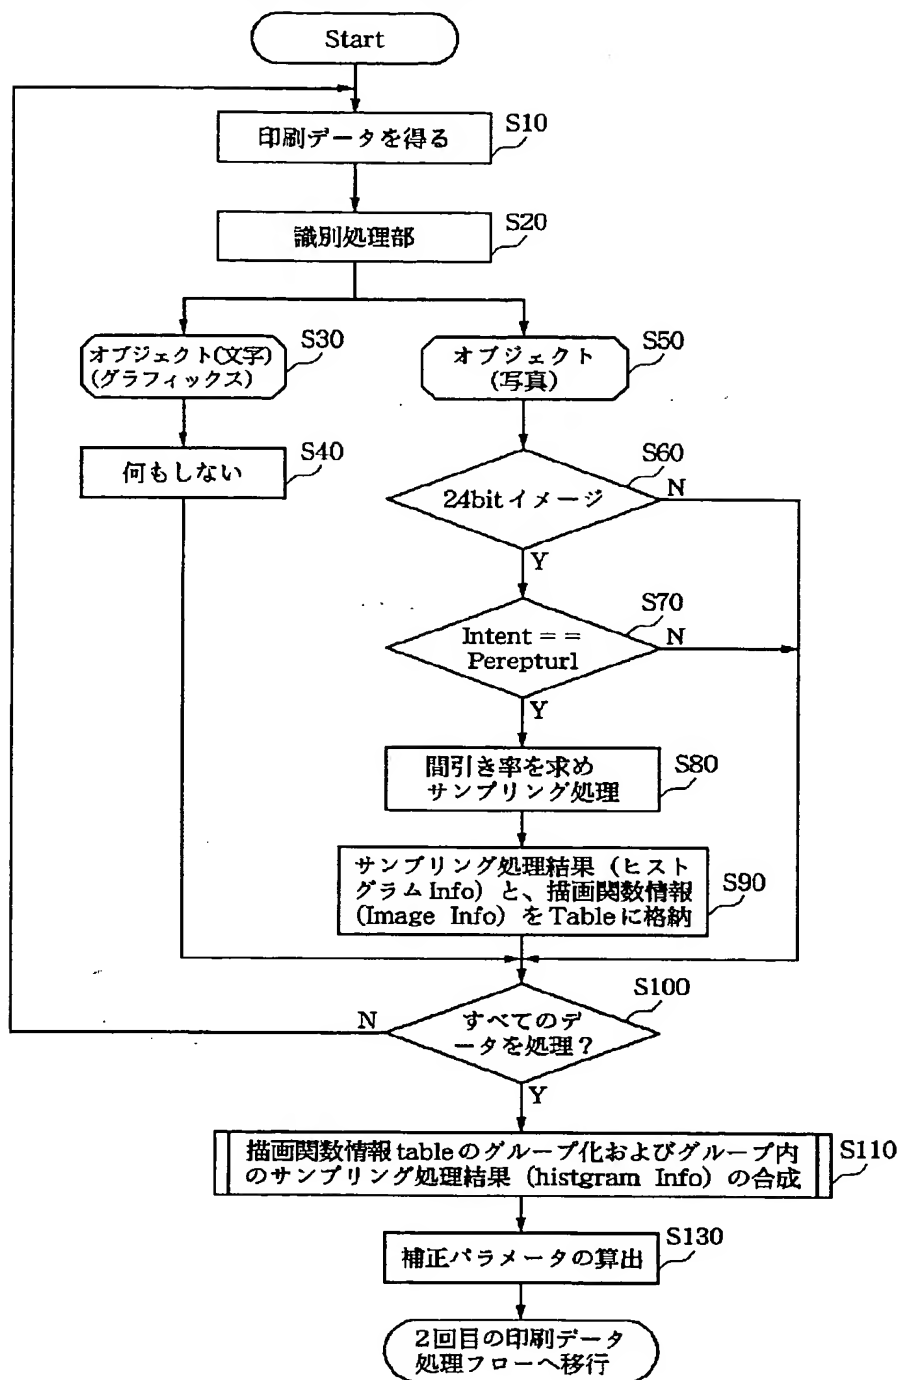 Start
印刷データを得る
S10
識別処理部
S20
オブジェクト(文字)
(グラフィックス)
S30
オブジェクト
(写真)
S50
何もしない
S40
24bitイメージ
S60
N
Y
Intent = =
Perepturl
S70
N
Y
間引き率を求め
サンプリング処理
S80
サンプリング処理結果 (ヒスト
グラムInfo) と、描画関数情報
(Image Info) をTableに格納
S90
すべてのデ
ータを処理?
S100
N
Y
描画関数情報tableのグループ化およびグループ内
のサンプリング処理結果 (histgram Info) の合成
S110
補正パラメータの算出
S130
2回目の印刷データ
処理フローへ移行